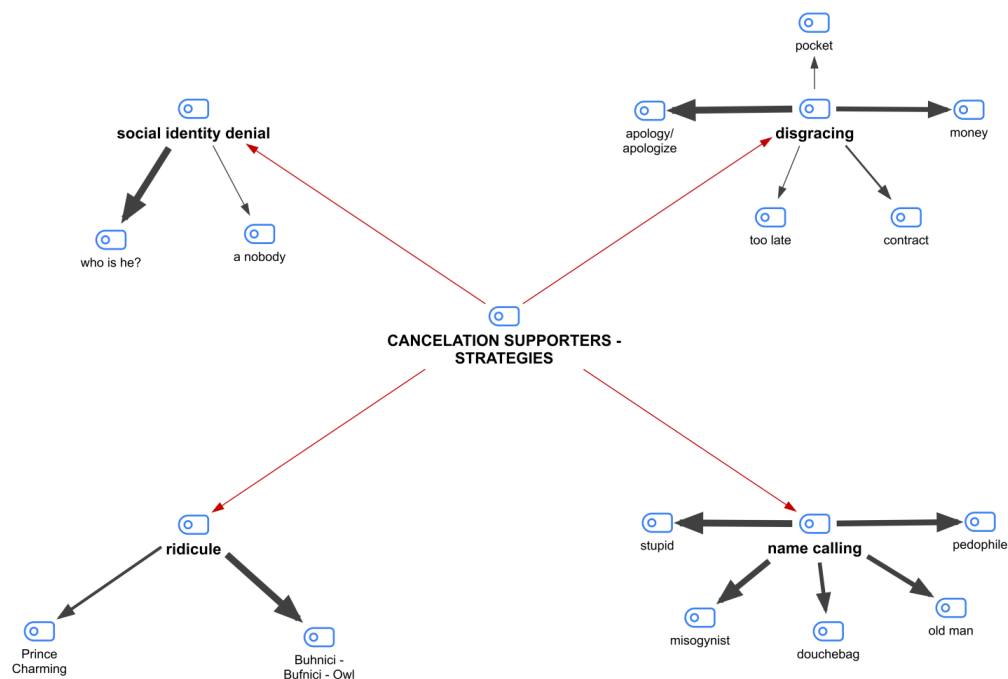 pocket
social identity denial
apology/
apologize
disgracing
money
who is he?
a nobody
too late
contract
CANCELATION SUPPORTERS -
STRATEGIES
ridicule
Prince
Charming
Buhnici -
Bufnici - Owl
stupid
name calling
pedophile
misogynist
douchebag
old man